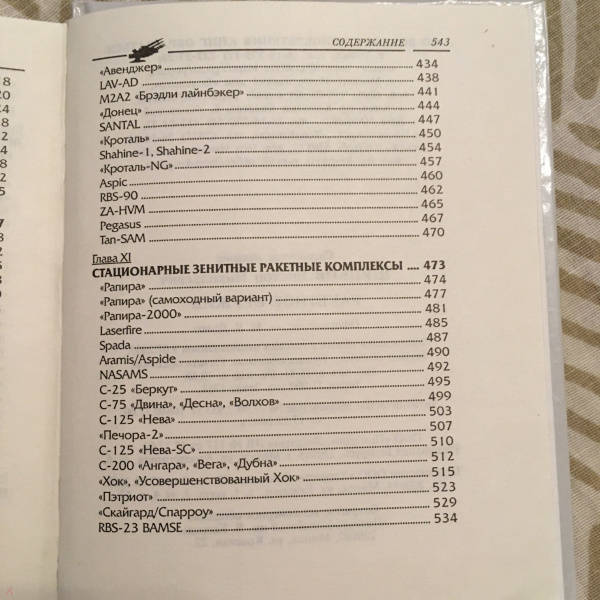 СОДЕРЖАНИЕ 543
«Авенджер» 434
LAV-AD 438
M2A2 «Брэдли лайнбэкер» 441
«Донец» 444
SANTAL 447
«Кроталь» 450
Shahine-1, Shahine-2 454
«Кроталь-NG» 457
Aspic 460
RBS-90 462
ZA-HVM 465
Pegasus 467
Tan-SAM 470
Глава XI
СТАЦИОНАРНЫЕ ЗЕНИТНЫЕ РАКЕТНЫЕ КОМПЛЕКСЫ .... 473
«Рапира» 474
«Рапира» (самоходный вариант) 477
«Рапира-2000» 481
Laserfire 485
Spada 487
Aramis/Aspide 490
NASAMS 492
С-25 «Беркут» 495
С-75 «Двина», «Десна», «Волхов» 499
С-125 «Нева» 503
«Печора-2» 507
С-125 «Нева-SC» 510
С-200 «Ангара», «Вега», «Дубна» 512
«Хок», «Усовершенствованный Хок» 515
«Пэтриот» 523
«Скайгард/Спарроу» 529
RBS-23 BAMSE 534